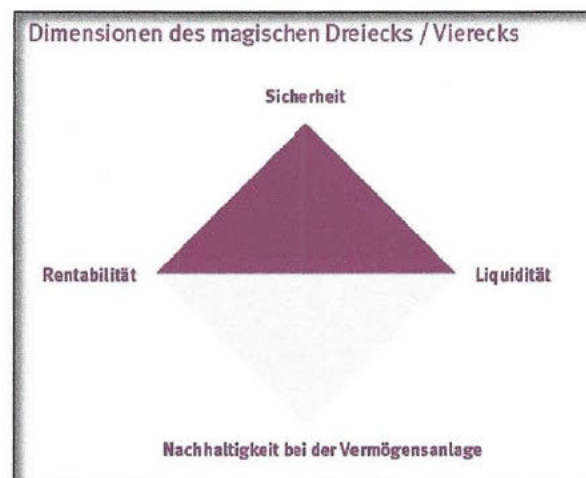 Dimensionen des magischen Dreiecks / Vierecks
Sicherheit
Rentabilität
Liquidität
Nachhaltigkeit bei der Vermögensanlage